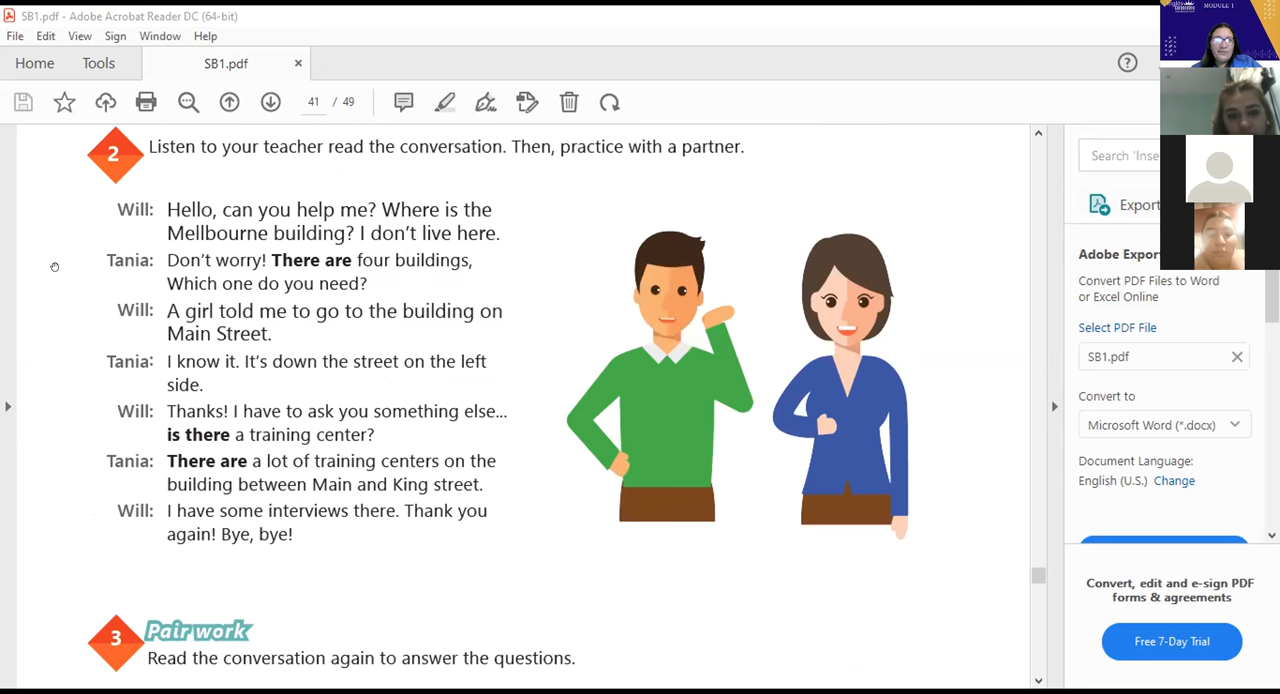 SB1.pdf - Adobe Acrobat Reader DC (64-bit)
File Edit View Sign Window Help
Home Tools SB1.pdf ×
41 / 49
2 Listen to your teacher read the conversation. Then, practice with a partner.
Will: Hello, can you help me? Where is the
Mellbourne building? I don't live here.
Tania: Don't worry! There are four buildings,
Which one do you need?
Will: A girl told me to go to the building on
Main Street.
Tania: I know it. It's down the street on the left
side.
Will: Thanks! I have to ask you something else...
is there a training center?
Tania: There are a lot of training centers on the
building between Main and King street.
Will: I have some interviews there. Thank you
again! Bye, bye!
3 Pair work
Read the conversation again to answer the questions.
MODULE 1
Search 'Inse
Export
Adobe Expor
Convert PDF Files to Word
or Excel Online
Select PDF File
SB1.pdf
Convert to
Microsoft Word (*.docx)
Document Language:
English (U.S.) Change
Convert, edit and e-sign PDF
forms & agreements
Free 7-Day Trial